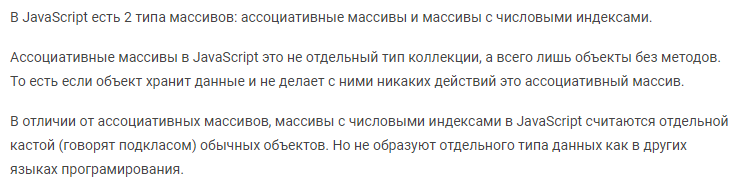 В JavaScript есть 2 типа массивов: ассоциативные массивы и массивы с числовыми индексами.
Ассоциативные массивы в JavaScript это не отдельный тип коллекции, а всего лишь объекты без методов.
То есть если объект хранит данные и не делает с ними никаких действий это ассоциативный массив.
В отличии от ассоциативных массивов, массивы с числовыми индексами в JavaScript считаются отдельной
кастой (говорят подкласом) обычных объектов. Но не образуют отдельного типа данных как в других
языках програмирования.